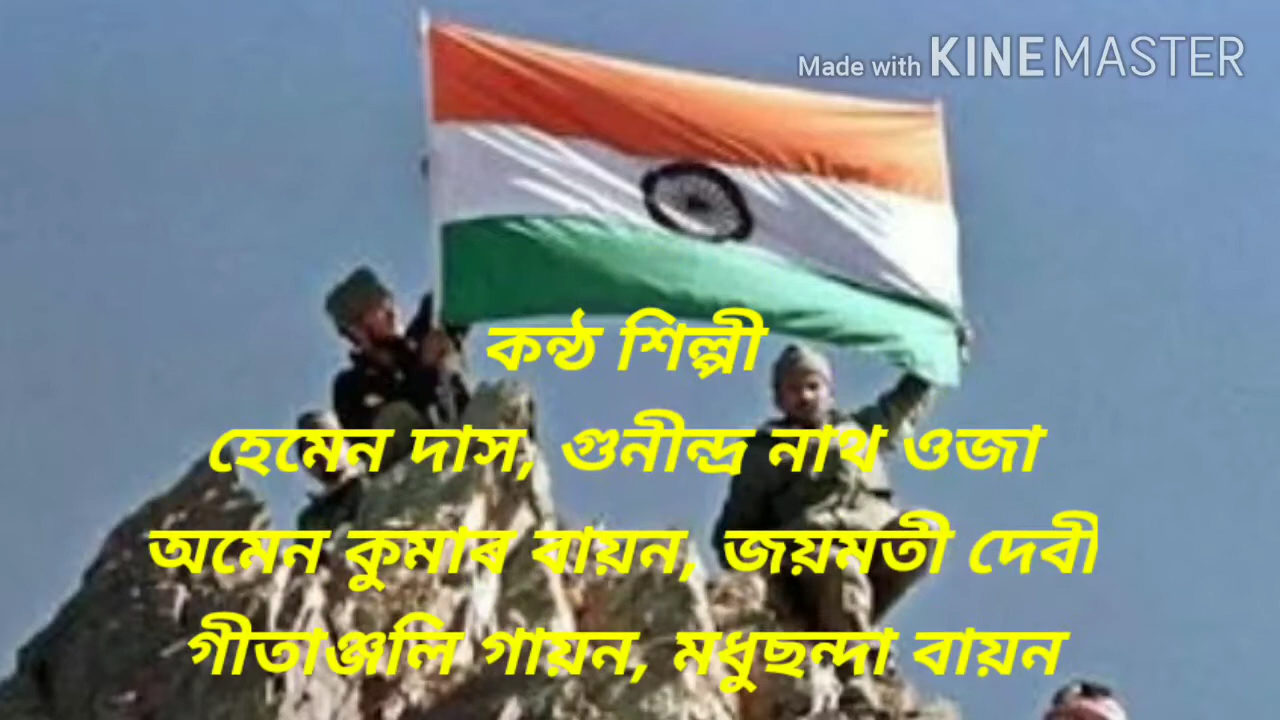 Made with KINEMASTER
কন্ঠ শিল্পী
হেমেন দাস, গুনীন্দ্র নাথ ওজা
অমেন কুমাৰ বায়ন, জয়মতী দেবী
গীতাঞ্জলি গায়ন, মধুছন্দা বায়ন